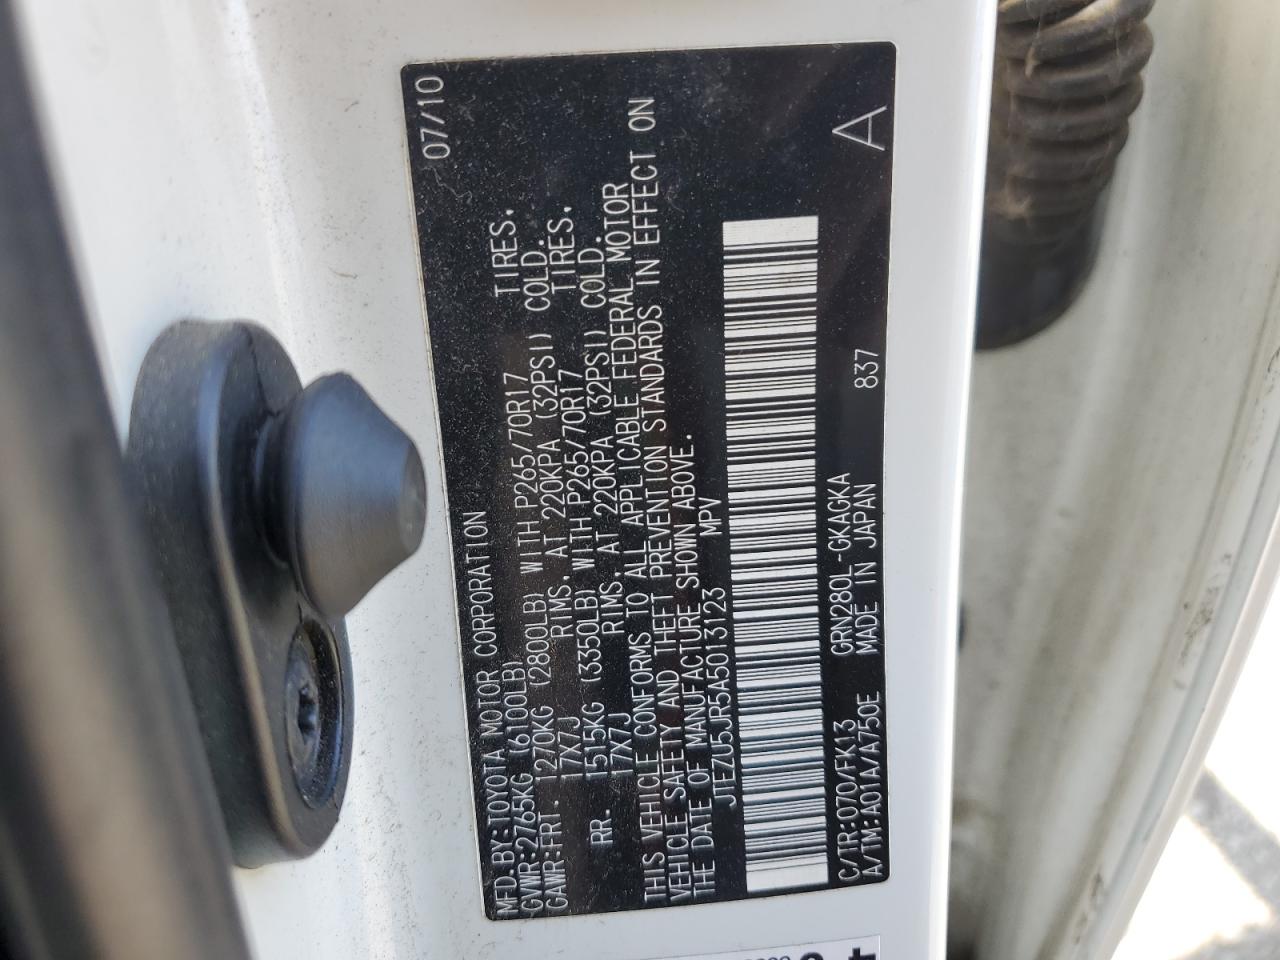 MFD.BY:TOYOTA MOTOR CORPORATION 07/10
GVWR:2765KG (6100LB)
GAWR:FRT. 1270KG (2800LB) WITH P265/70R17 TIRES.
17X7J RIMS. AT 220KPA (32PSI) COLD.
RR. 1515KG (3350LB) WITH P265/70R17 TIRES.
17X7J RIMS. AT 220KPA (32PSI) COLD.
THIS VEHICLE CONFORMS TO ALL APPLICABLE FEDERAL MOTOR
VEHICLE SAFETY AND THEFT PREVENTION STANDARDS IN EFFECT ON
THE DATE OF MANUFACTURE SHOWN ABOVE.
JTEZU5JR5A5013123 MPV
C/TR:070/FK13 GRN280L-GKAGKA 837 A
A/TM:A01A/A750E MADE IN JAPAN